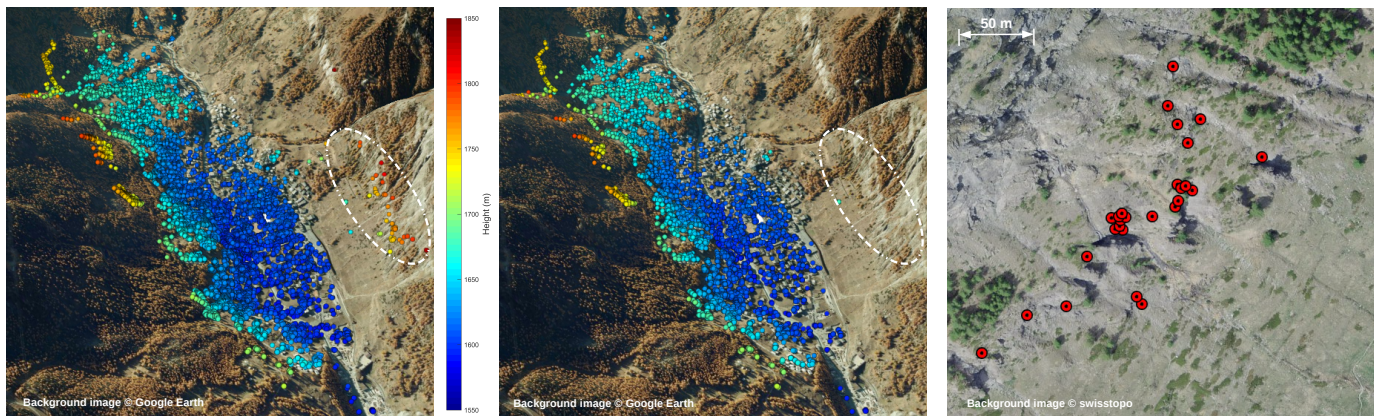 1850
1800
1750
1700
1650
1600
1550
Height (m)
Background image © Google Earth
Background image © Google Earth
50 m
Background image © swisstopo